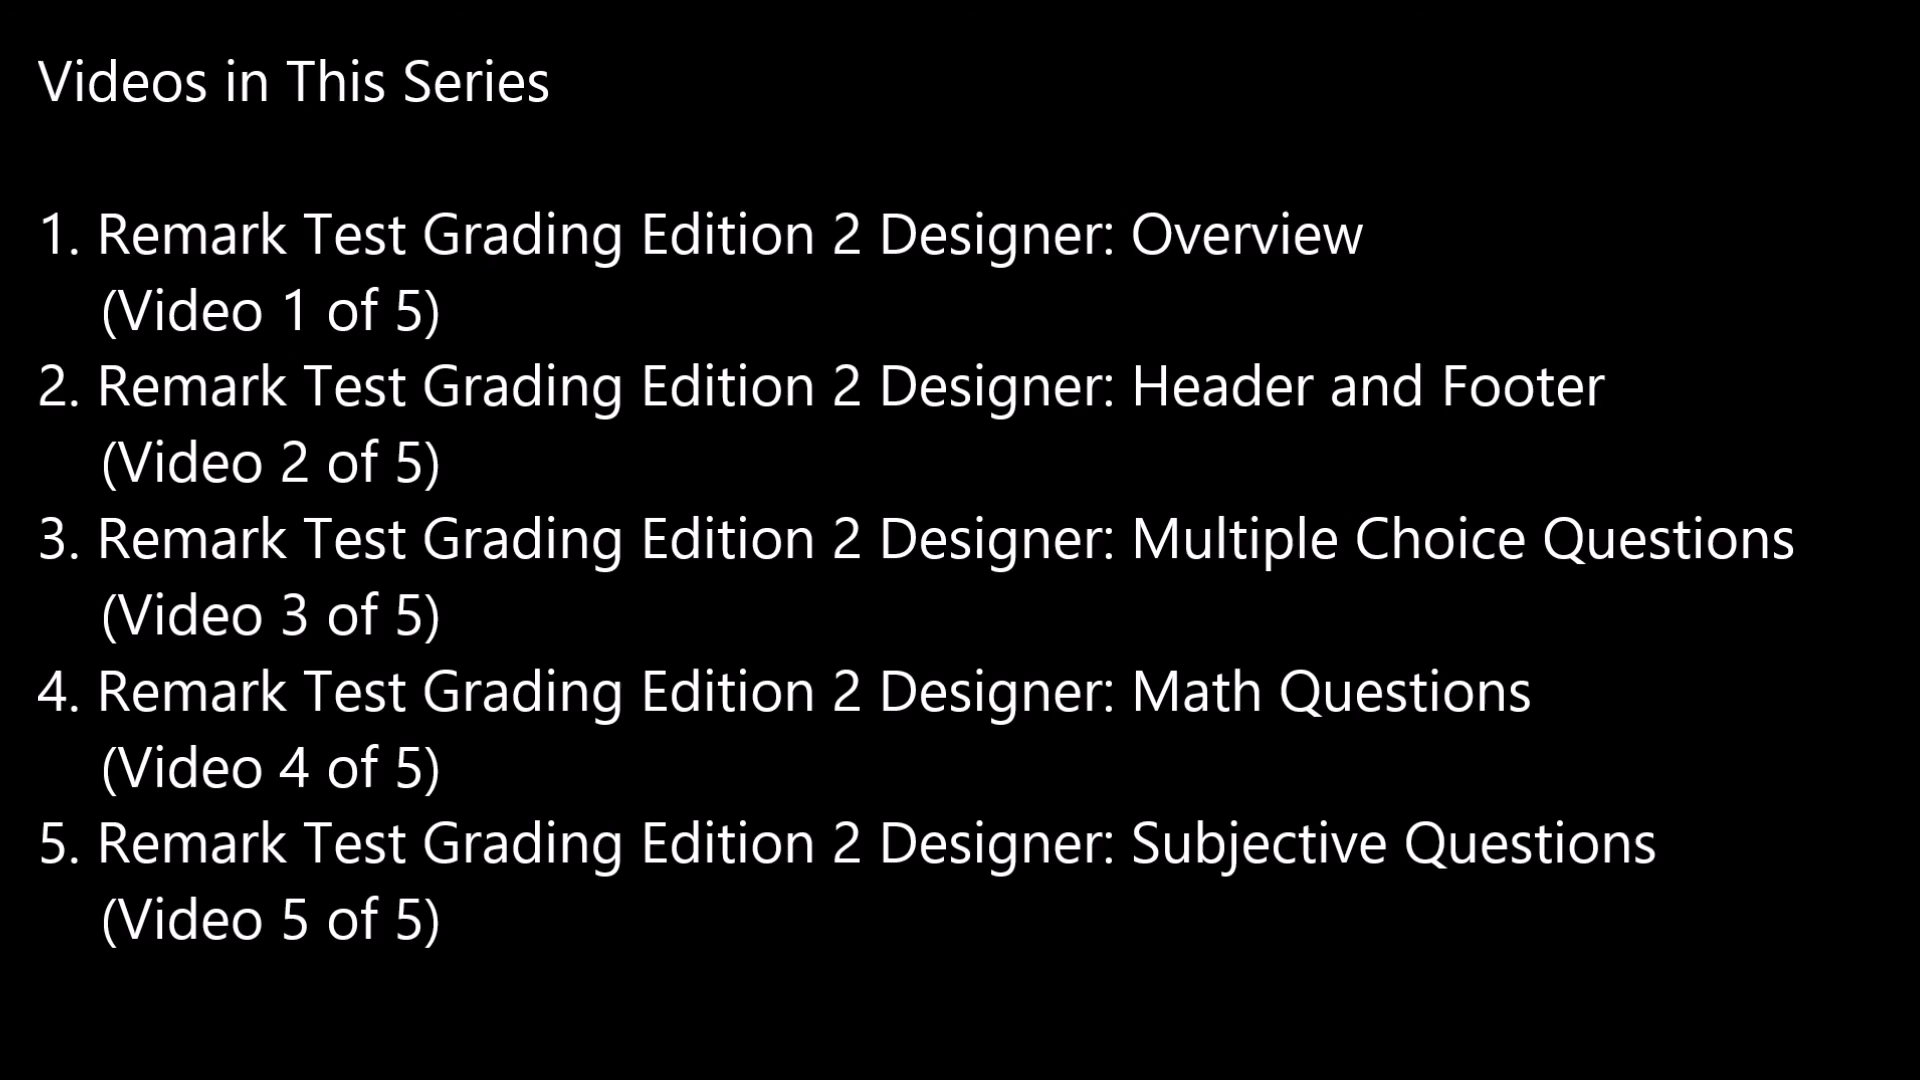 Videos in This Series
1. Remark Test Grading Edition 2 Designer: Overview
(Video 1 of 5)
2. Remark Test Grading Edition 2 Designer: Header and Footer
(Video 2 of 5)
3. Remark Test Grading Edition 2 Designer: Multiple Choice Questions
(Video 3 of 5)
4. Remark Test Grading Edition 2 Designer: Math Questions
(Video 4 of 5)
5. Remark Test Grading Edition 2 Designer: Subjective Questions
(Video 5 of 5)